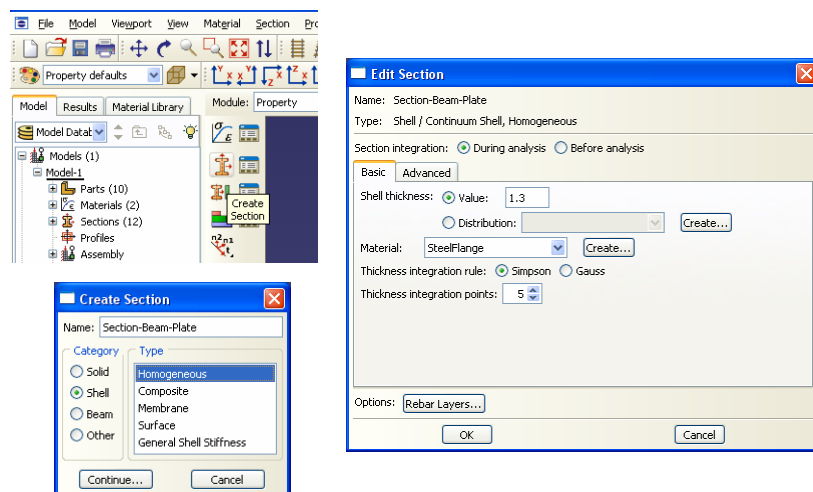 File Model Viewport View Material Section
Property defaults
Model Results Material Library Module: Property
Model Datab
Models (1)
Model-1
Parts (10)
Materials (2)
Sections (12)
Profiles
Assembly
Create
Section
Create Section
Name: Section-Beam-Plate
Category Type
Solid Homogeneous
Shell Composite
Beam Membrane
Other Surface
General Shell Stiffness
Continue... Cancel
Edit Section
Name: Section-Beam-Plate
Type: Shell / Continuum Shell, Homogeneous
Section integration: During analysis Before analysis
Basic Advanced
Shell thickness: Value: 1.3
Distribution: Create...
Material: SteelFlange Create...
Thickness integration rule: Simpson Gauss
Thickness integration points: 5
Options: Rebar Layers...
OK Cancel